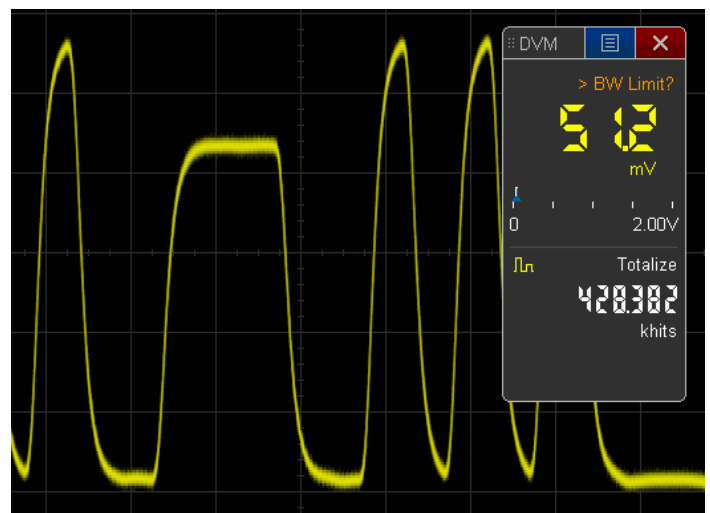 DVM
> BW Limit?
51.2
mV
0 2.00V
Totalize
428.382
khits